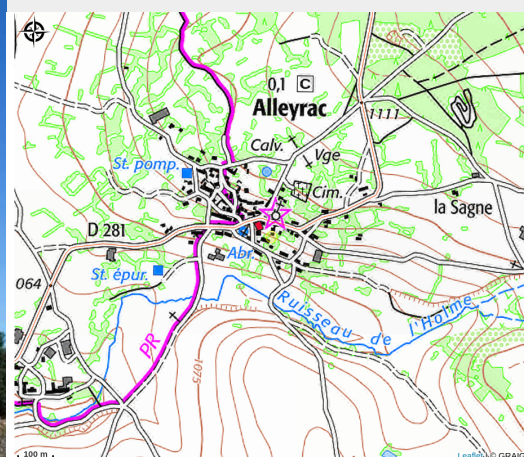 0,1 C
Alleyrac
1111
Calv.
Vge
St. pomp.
Cim.
la Sagne
D 281
Abr.
St. épur.
064
Ruisseau de l'Holme
PR
1075
100 m
Leaflet | © GRAIG